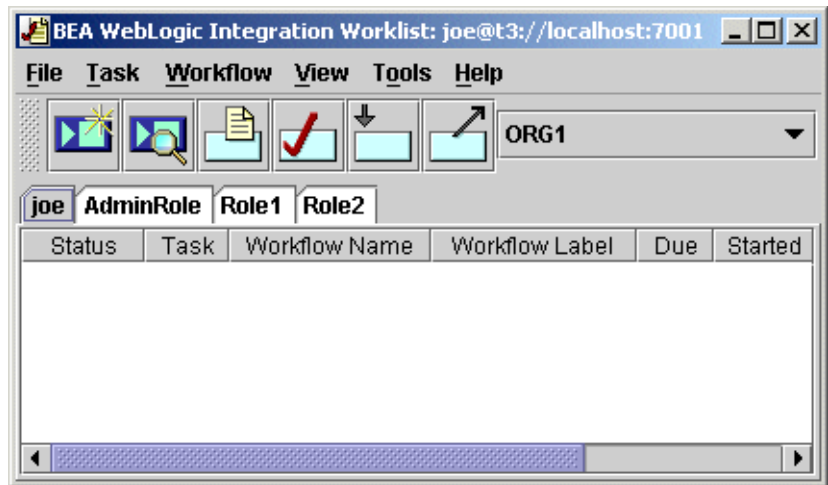 BEA WebLogic Integration Worklist: joe@t3://localhost:7001
File Task Workflow View Tools Help
ORG1
joe AdminRole Role1 Role2
Status Task Workflow Name Workflow Label Due Started